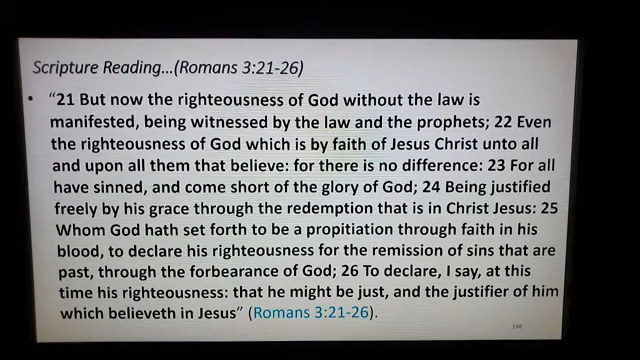 Scripture Reading...(Romans 3:21-26)
• “21 But now the righteousness of God without the law is
manifested, being witnessed by the law and the prophets; 22 Even
the righteousness of God which is by faith of Jesus Christ unto all
and upon all them that believe: for there is no difference: 23 For all
have sinned, and come short of the glory of God; 24 Being justified
freely by his grace through the redemption that is in Christ Jesus: 25
Whom God hath set forth to be a propitiation through faith in his
blood, to declare his righteousness for the remission of sins that are
past, through the forbearance of God; 26 To declare, I say, at this
time his righteousness: that he might be just, and the justifier of him
which believeth in Jesus” (Romans 3:21-26).